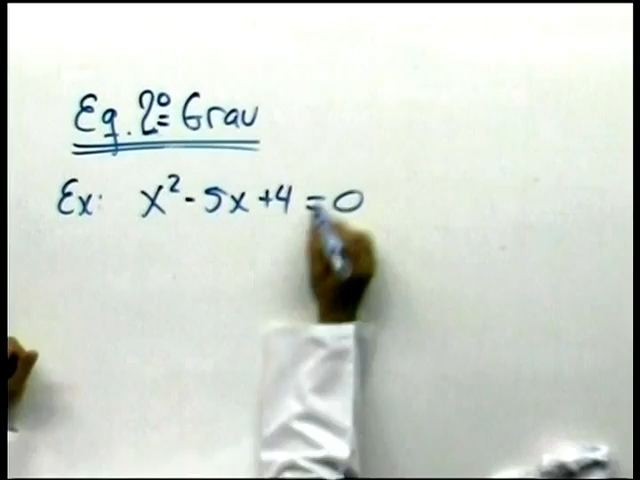 Eq. 2º Grau
Ex: x² - 5x + 4 = 0